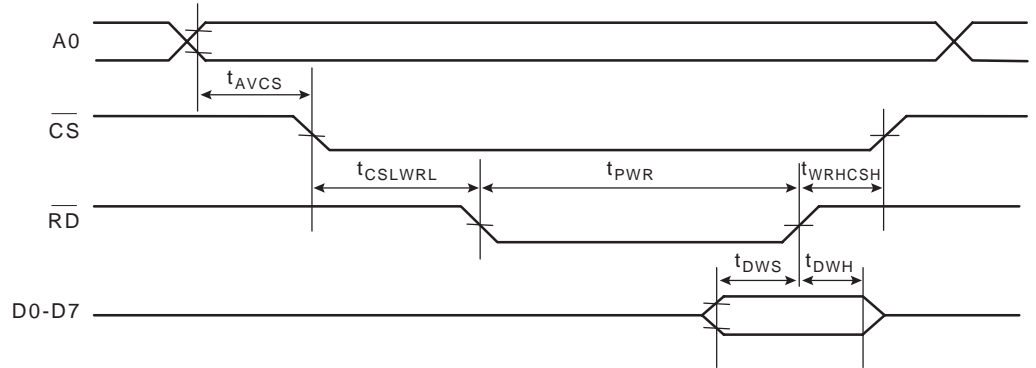 A0
tAVCS
CS
tCSLWRL
tPWR
tWRHCSH
RD
tDWS
tDWH
D0-D7